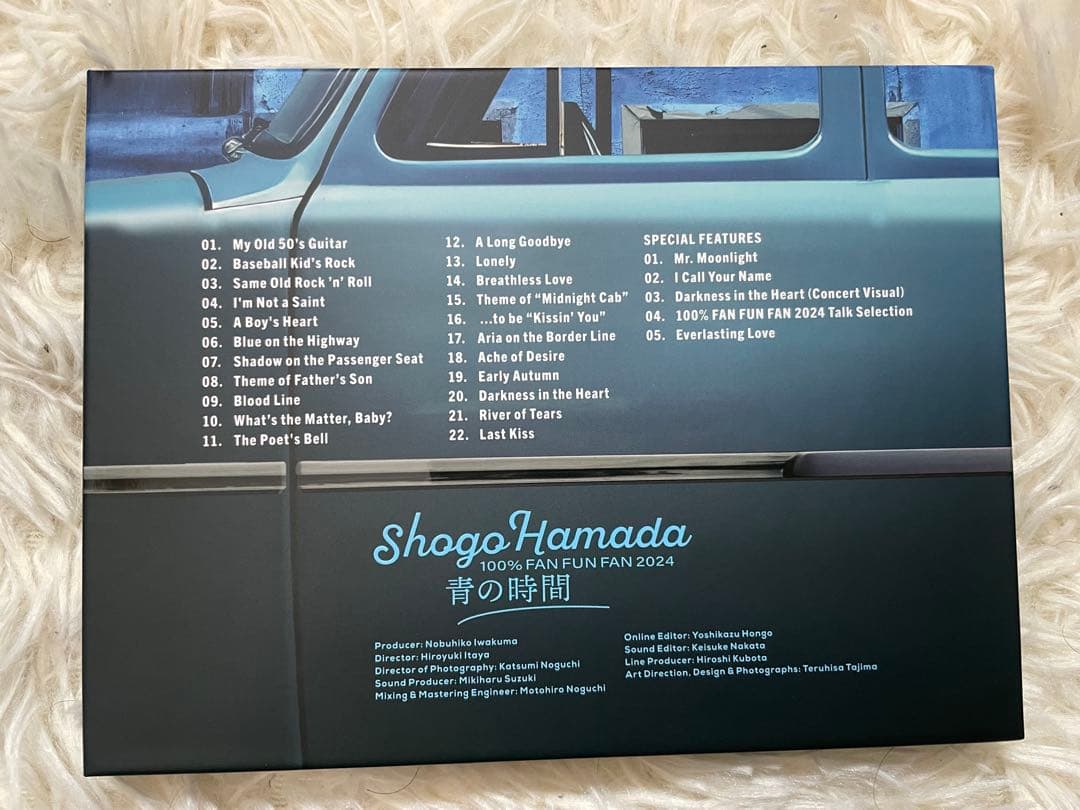 01. My Old 50's Guitar
02. Baseball Kid's Rock
03. Same Old Rock 'n' Roll
04. I'm Not a Saint
05. A Boy's Heart
06. Blue on the Highway
07. Shadow on the Passenger Seat
08. Theme of Father's Son
09. Blood Line
10. What's the Matter, Baby?
11. The Poet's Bell
12. A Long Goodbye
13. Lonely
14. Breathless Love
15. Theme of “Midnight Cab”
16. ...to be “Kissin' You”
17. Aria on the Border Line
18. Ache of Desire
19. Early Autumn
20. Darkness in the Heart
21. River of Tears
22. Last Kiss
SPECIAL FEATURES
01. Mr. Moonlight
02. I Call Your Name
03. Darkness in the Heart (Concert Visual)
04. 100% FAN FUN FAN 2024 Talk Selection
05. Everlasting Love
Shogo Hamada
100% FAN FUN FAN 2024
青の時間
Producer: Nobuhiko Iwakuma
Director: Hiroyuki Itaya
Director of Photography: Katsumi Noguchi
Sound Producer: Mikiharu Suzuki
Mixing & Mastering Engineer: Motohiro Noguchi
Online Editor: Yoshikazu Hongo
Sound Editor: Keisuke Nakata
Line Producer: Hiroshi Kubota
Art Direction, Design & Photographs: Teruhisa Tajima